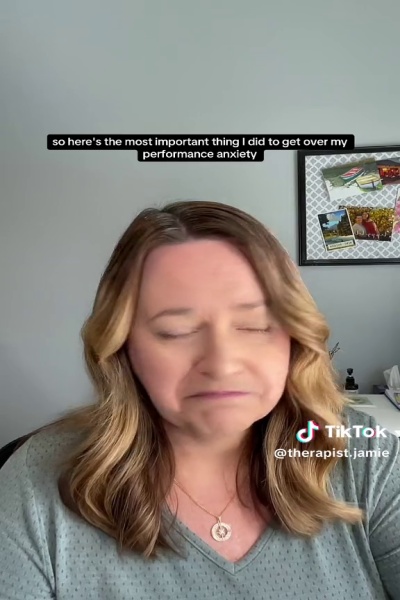 so here's the most important thing I did to get over my
performance anxiety
TikTok
@therapist.jamie